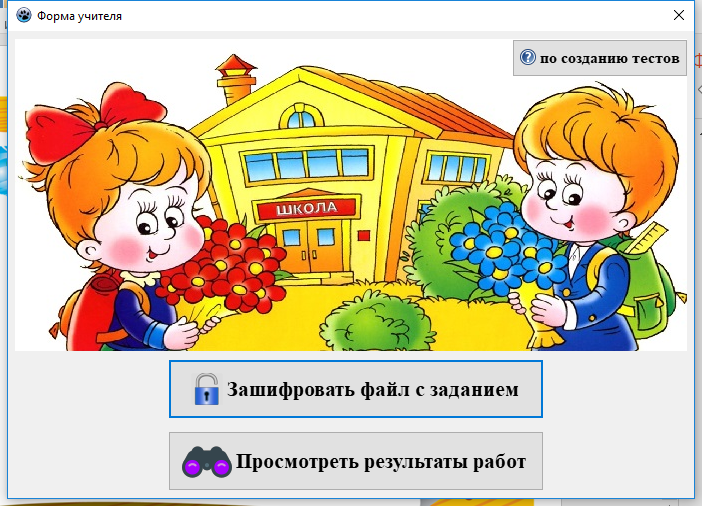 Форма учителя
по созданию тестов
ШКОЛА
Зашифровать файл с заданием
Просмотреть результаты работ